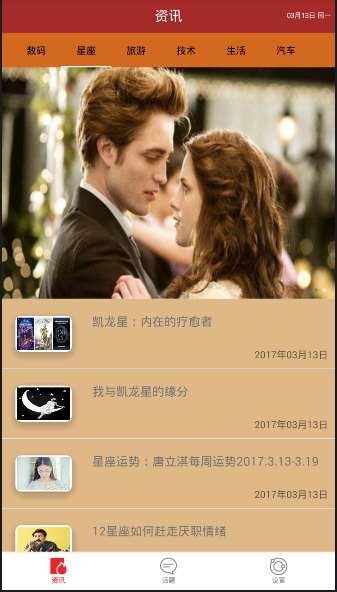 资讯
03月13日 周一
数码 星座 旅游 技术 生活 汽车
凯龙星：内在的疗愈者
2017年03月13日
我与凯龙星的缘分
2017年03月13日
星座运势：唐立淇每周运势2017.3.13-3.19
2017年03月13日
12星座如何赶走厌职情绪
资讯 话题 设置